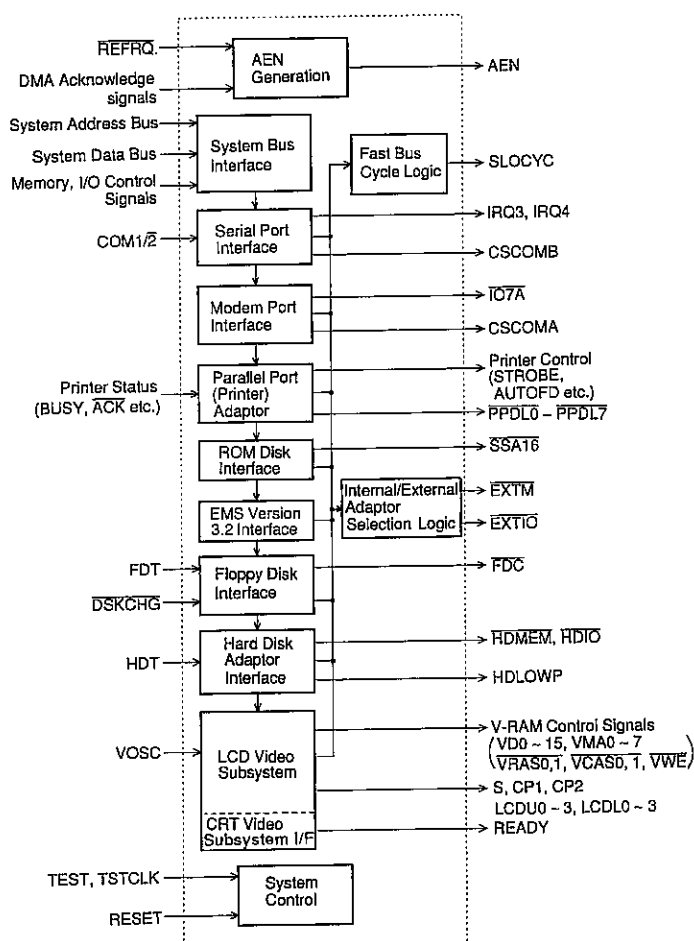 REFRQ.
AEN
Generation
AEN
DMA Acknowledge
signals
System Address Bus
System Data Bus
Memory, I/O Control
Signals
System Bus
Interface
Fast Bus
Cycle Logic
SLOCYC
COM1/2
Serial Port
Interface
IRQ3, IRQ4
CSCOMB
Modem Port
Interface
IO7A
CSCOMA
Printer Status
(BUSY, ACK etc.)
Parallel Port
(Printer)
Adaptor
Printer Control
(STROBE,
AUTOFD etc.)
PPDL0 – PPDL7
ROM Disk
Interface
SSA16
EMS Version
3.2 Interface
Internal/External
Adaptor
Selection Logic
EXTM
EXTIO
FDT
DSKCHG
Floppy Disk
Interface
FDC
HDT
Hard Disk
Adaptor
Interface
HDMEM, HDIO
HDLOWP
VOSC
LCD Video
Subsystem
V-RAM Control Signals
(VD0 ~ 15, VMA0 ~ 7
VRAS0,1, VCAS0, 1, VWE)
S, CP1, CP2
LCDU0 ~ 3, LCDL0 ~ 3
CRT Video
Subsystem I/F
READY
TEST, TSTCLK
RESET
System
Control